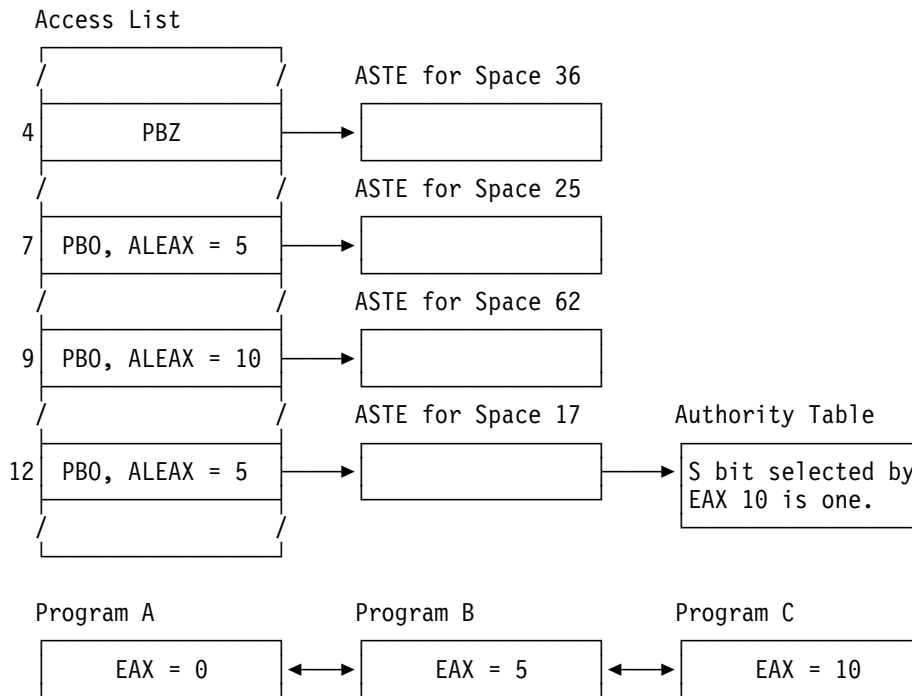 Access List
ASTE for Space 36
4 PBZ
ASTE for Space 25
7 PBO, ALEAX = 5
ASTE for Space 62
9 PBO, ALEAX = 10
ASTE for Space 17 Authority Table
12 PBO, ALEAX = 5 S bit selected by
EAX 10 is one.
Program A Program B Program C
EAX = 0 EAX = 5 EAX = 10